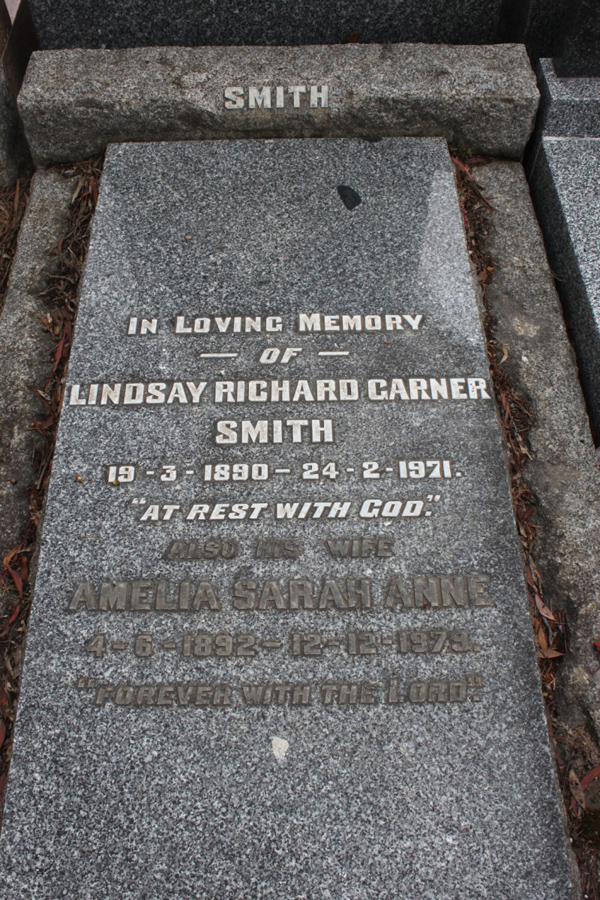 SMITH
IN LOVING MEMORY
— OF —
LINDSAY RICHARD GARNER
SMITH
19-3-1890 — 24-2-1971.
"AT REST WITH GOD."
ALSO HIS WIFE
AMELIA SARAH ANNE
4-6-1892 — 12-12-1973.
"FOREVER WITH THE LORD".